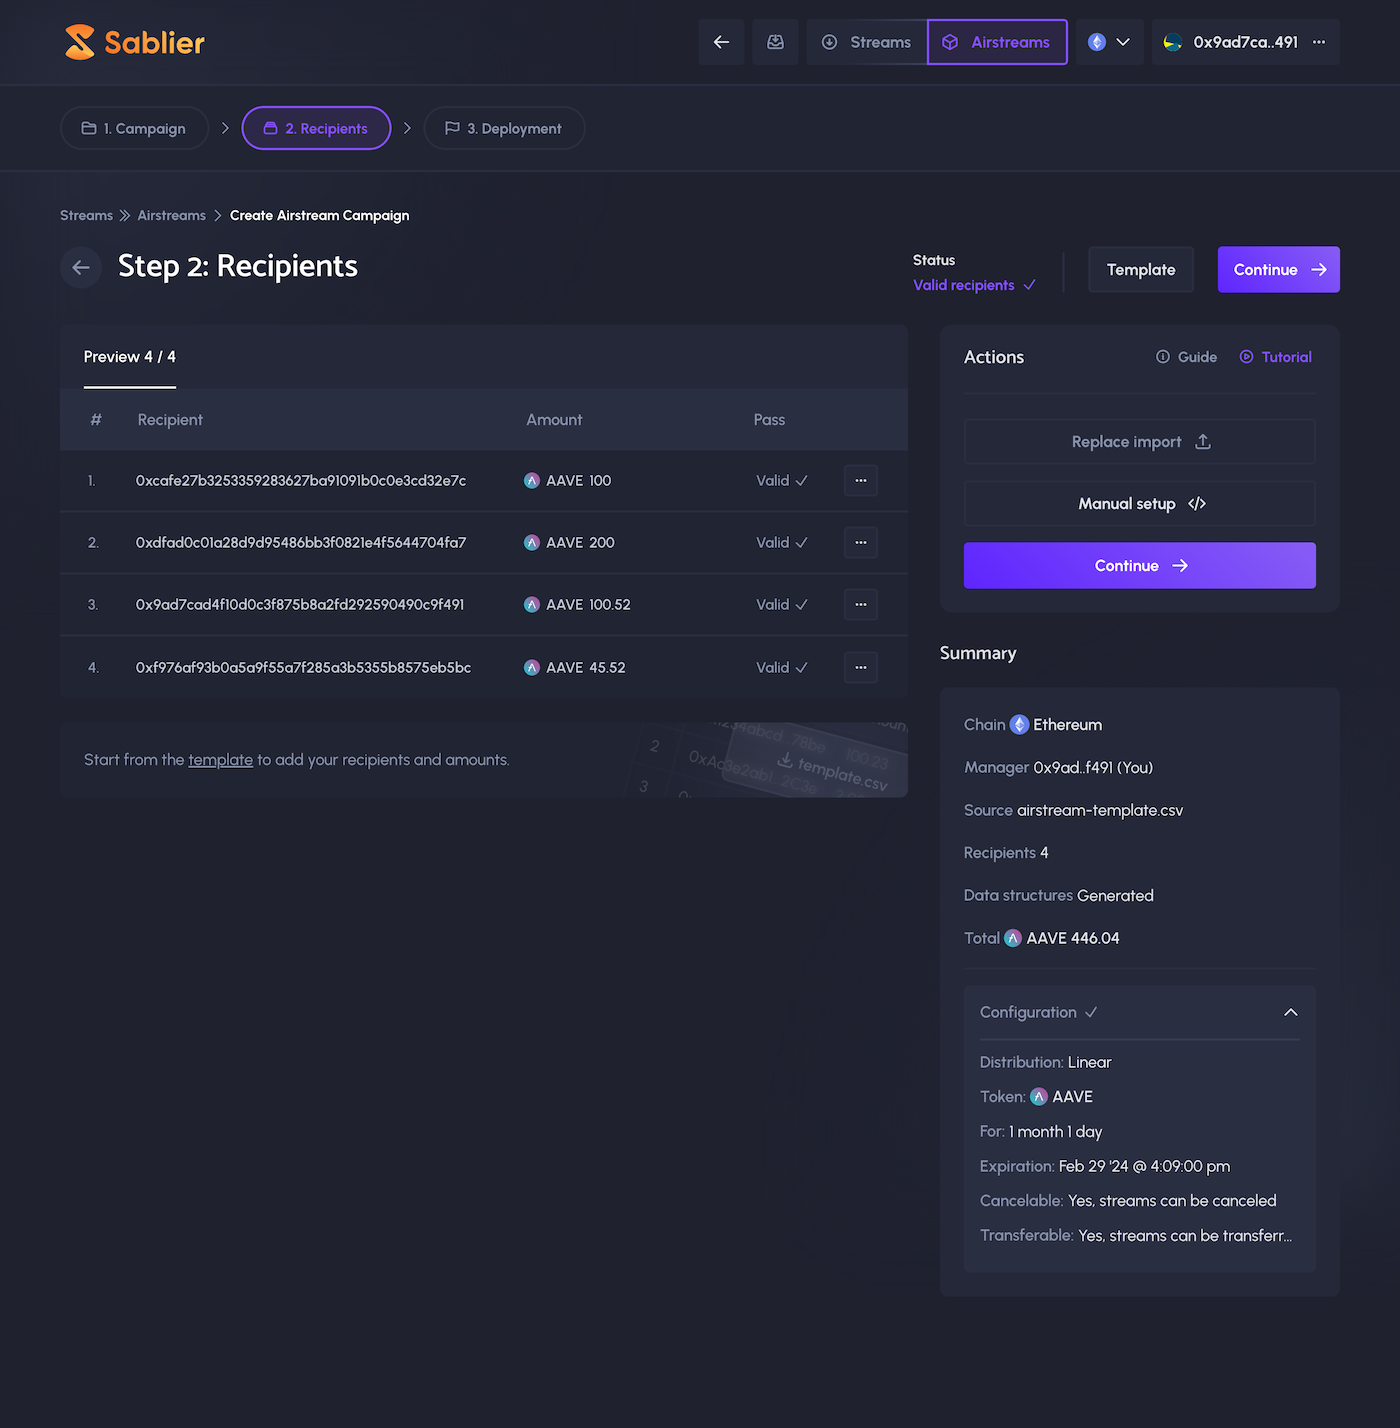 Sablier
Streams
Airstreams
0x9ad7ca..491
1. Campaign
2. Recipients
3. Deployment
Streams
Airstreams
Create Airstream Campaign
Step 2: Recipients
Status
Valid recipients
Template
Continue
Preview 4 / 4
# Recipient Amount Pass
1. 0xcafe27b3253359283627ba91091b0c0e3cd32e7c AAVE 100 Valid
2. 0xdfad0c01a28d9d95486bb3f0821e4f5644704fa7 AAVE 200 Valid
3. 0x9ad7cad4f10d0c3f875b8a2fd292590490c9f491 AAVE 100.52 Valid
4. 0xf976af93b0a5a9f55a7f285a3b5355b8575eb5bc AAVE 45.52 Valid
Start from the template to add your recipients and amounts.
78be 100.23
2
template.csv
3
Actions
Guide
Tutorial
Replace import
Manual setup
Continue
Summary
Chain Ethereum
Manager 0x9ad..f491 (You)
Source airstream-template.csv
Recipients 4
Data structures Generated
Total AAVE 446.04
Configuration
Distribution: Linear
Token: AAVE
For: 1 month 1 day
Expiration: Feb 29 '24 @ 4:09:00 pm
Cancelable: Yes, streams can be canceled
Transferable: Yes, streams can be transferr...